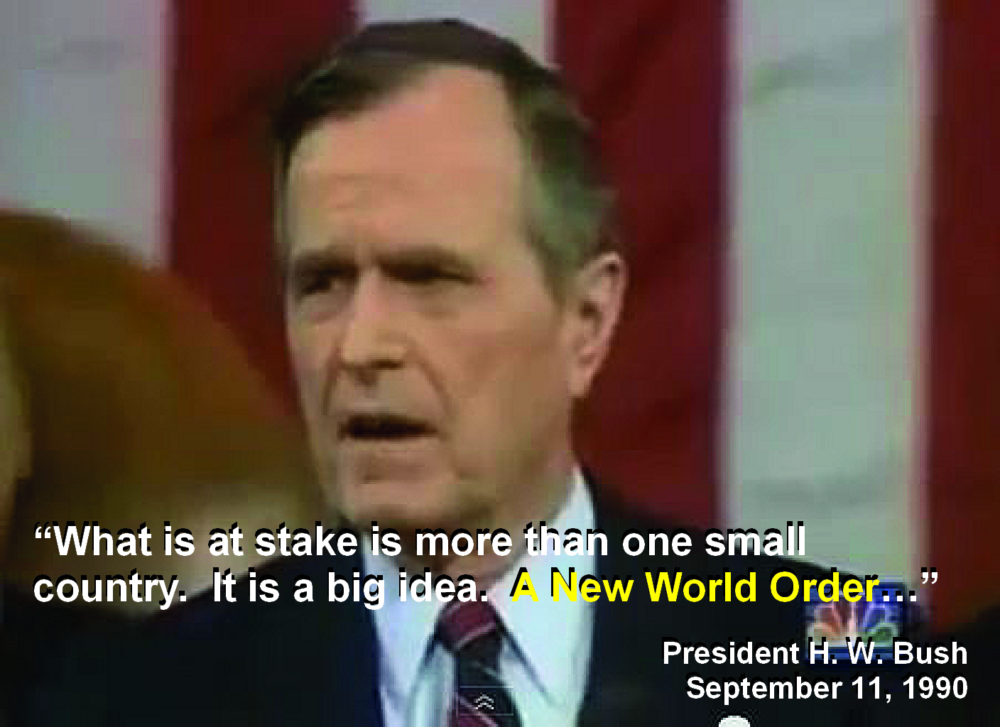 “What is at stake is more than one small
country.  It is a big idea.  A New World Order…”
President H. W. Bush
September 11, 1990